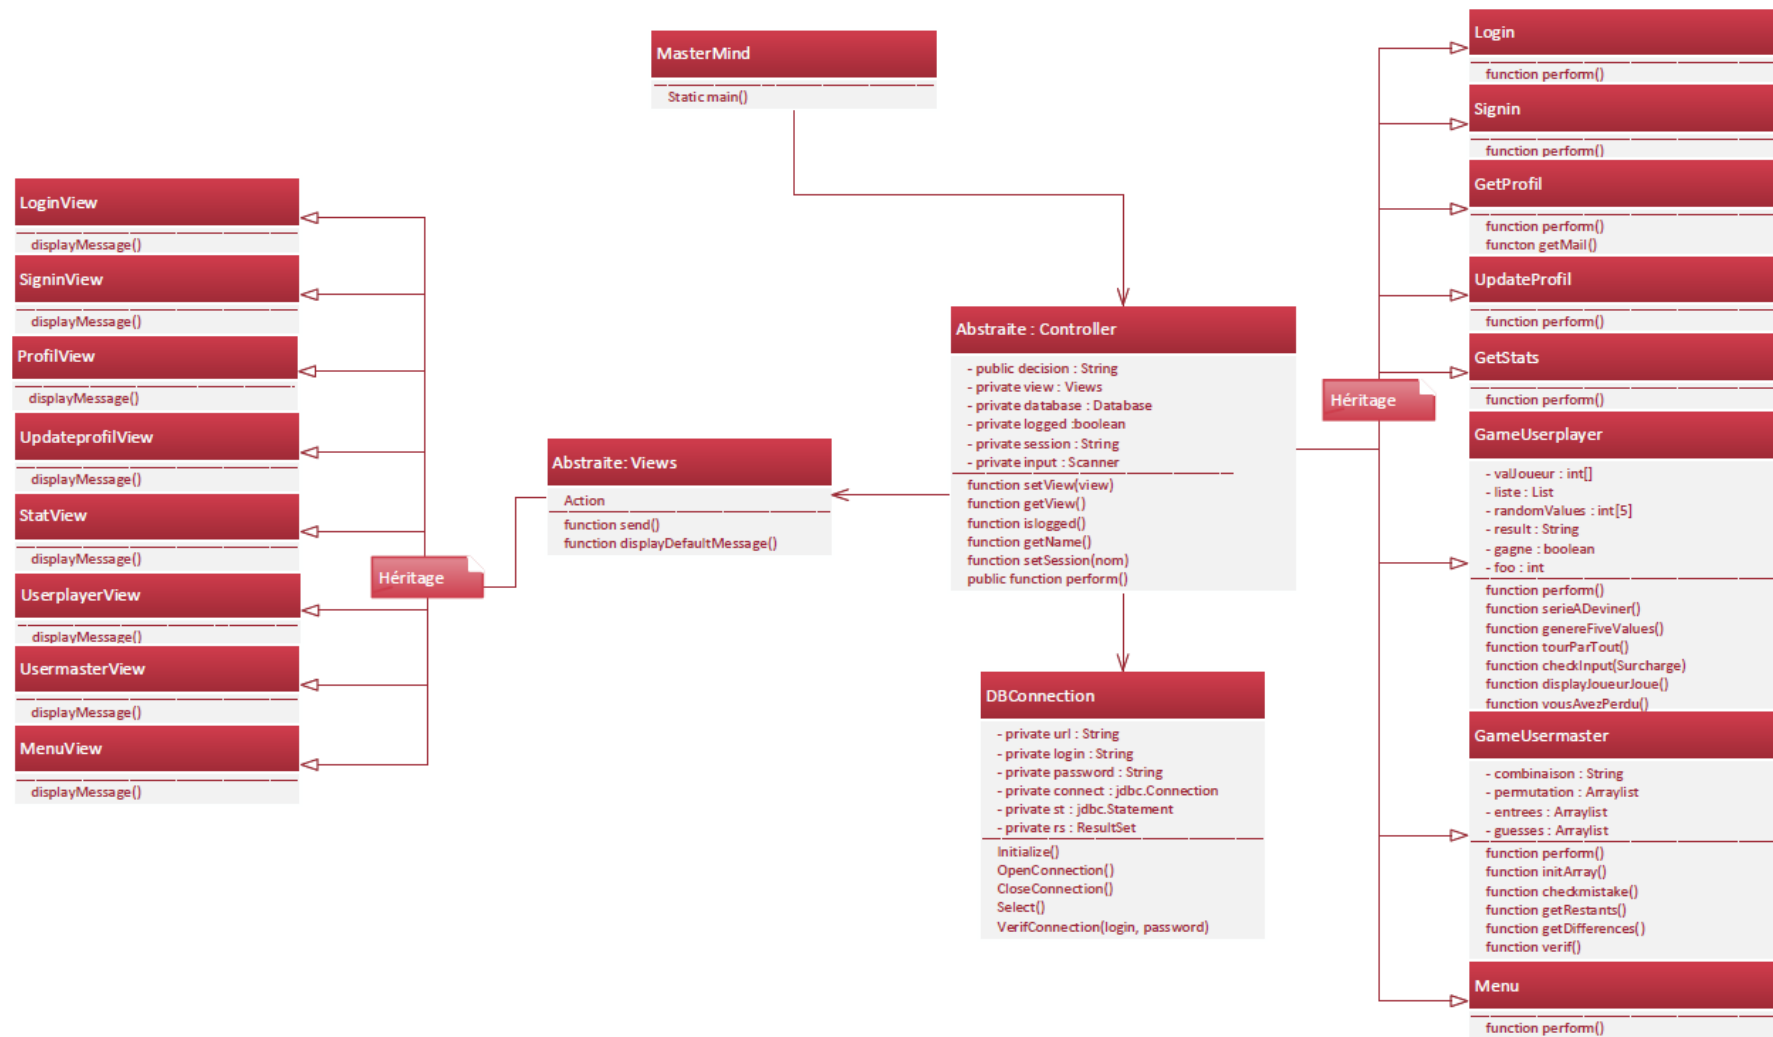 MasterMind
Static main()
LoginView
displayMessage()
SigninView
displayMessage()
ProfilView
displayMessage()
UpdateprofilView
displayMessage()
StatView
displayMessage()
UserplayerView
displayMessage()
UsermasterView
displayMessage()
MenuView
displayMessage()
Héritage
Abstraite: Views
Action
function send()
function displayDefaultMessage()
Abstraite : Controller
- public decision : String
- private view : Views
- private database : Database
- private logged :boolean
- private session : String
- private input : Scanner
function setView(view)
function getView()
function islogged()
function getName()
function setSession(nom)
public function perform()
DBConnection
- private url : String
- private login : String
- private password : String
- private connect : jdbc.Connection
- private st : jdbc.Statement
- private rs : ResultSet
Initialize()
OpenConnection()
CloseConnection()
Select()
VerifConnection(login, password)
Héritage
Login
function perform()
Signin
function perform()
GetProfil
function perform()
functon getMail()
UpdateProfil
function perform()
GetStats
function perform()
GameUserplayer
- valJoueur : int[]
- liste : List
- randomValues : int[5]
- result : String
- gagne : boolean
- foo : int
function perform()
function serieADeviner()
function genereFiveValues()
function tourParTout()
function checkInput(Surcharge)
function displayJoueurJoue()
function vousAvezPerdu()
GameUsermaster
- combinaison : String
- permutation : Arraylist
- entrees : Arraylist
- guesses : Arraylist
function perform()
function initArray()
function checkmistake()
function getRestants()
function getDifferences()
function verif()
Menu
function perform()